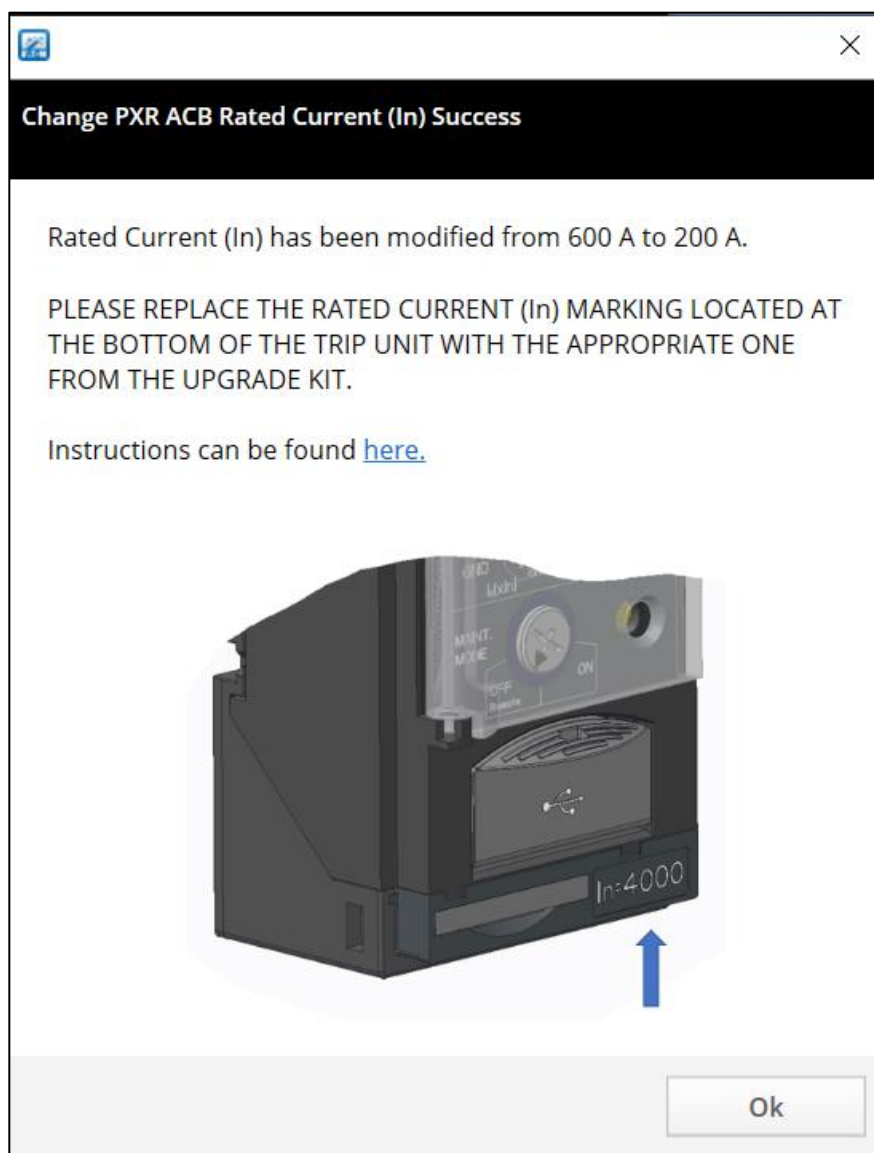 Change PXR ACB Rated Current (In) Success
Rated Current (In) has been modified from 600 A to 200 A.
PLEASE REPLACE THE RATED CURRENT (In) MARKING LOCATED AT
THE BOTTOM OF THE TRIP UNIT WITH THE APPROPRIATE ONE
FROM THE UPGRADE KIT.
Instructions can be found here.
GND
MAINT.
MODE
OFF
Remote
ON
In=4000
Ok